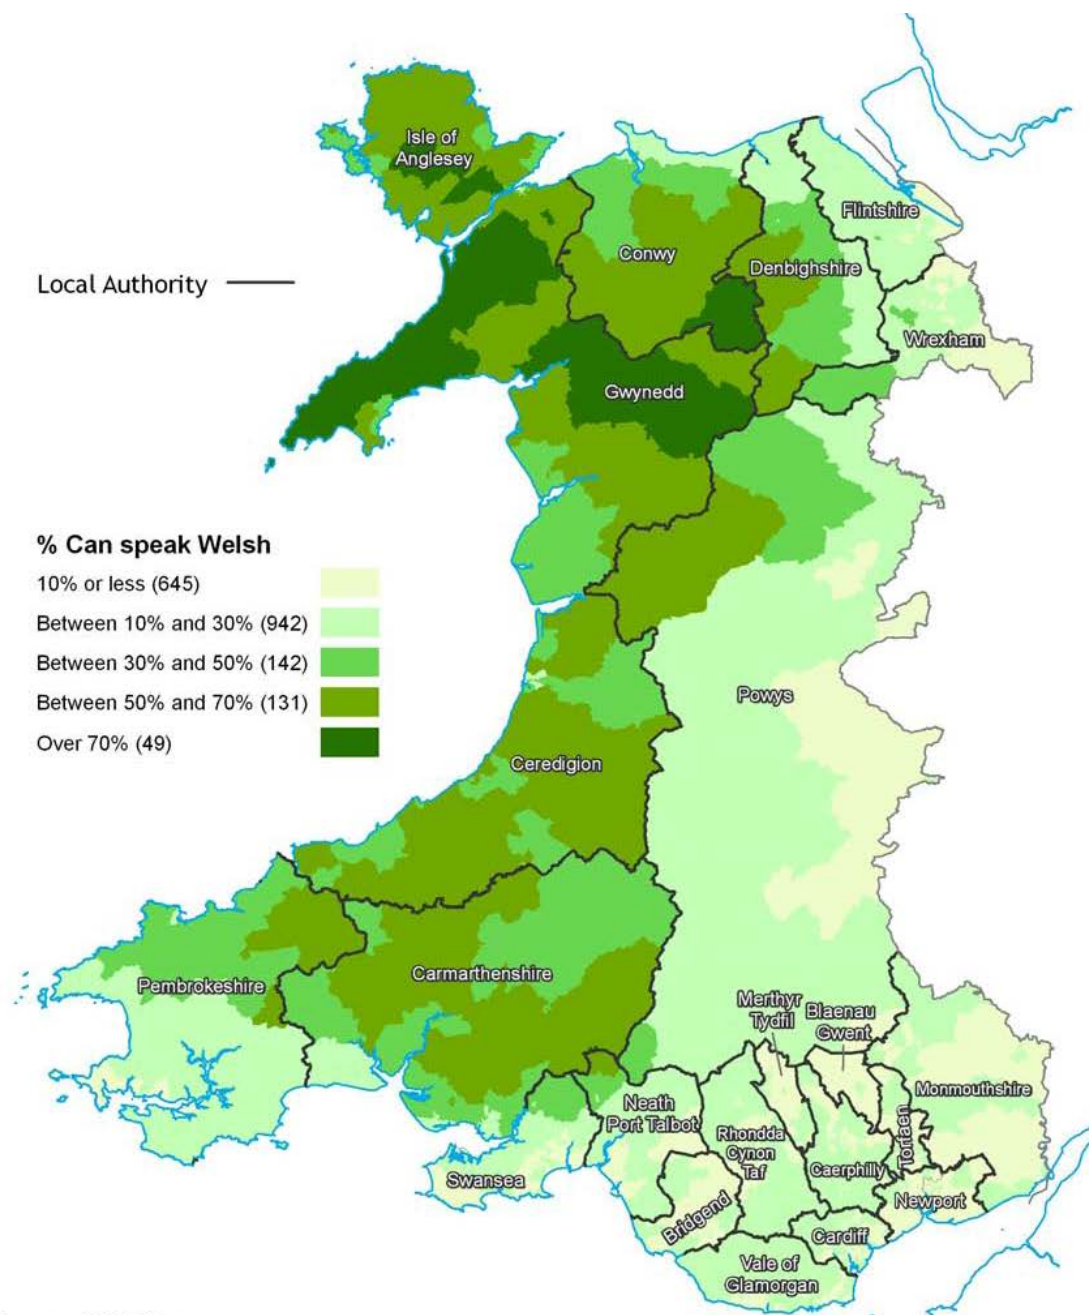 Isle of
Anglesey
Flintshire
Conwy
Denbighshire
Local Authority
Wrexham
Gwynedd
% Can speak Welsh
10% or less (645)
Between 10% and 30% (942)
Between 30% and 50% (142)
Between 50% and 70% (131)
Over 70% (49)
Powys
Ceredigion
Carmarthenshire
Pembrokeshire
Merthyr
Tydfil
Blaenau
Gwent
Monmouthshire
Neath
Port Talbot
Rhondda
Cynon
Taf
Torfaen
Caerphilly
Swansea
Newport
Bridgend
Cardiff
Vale of
Glamorgan